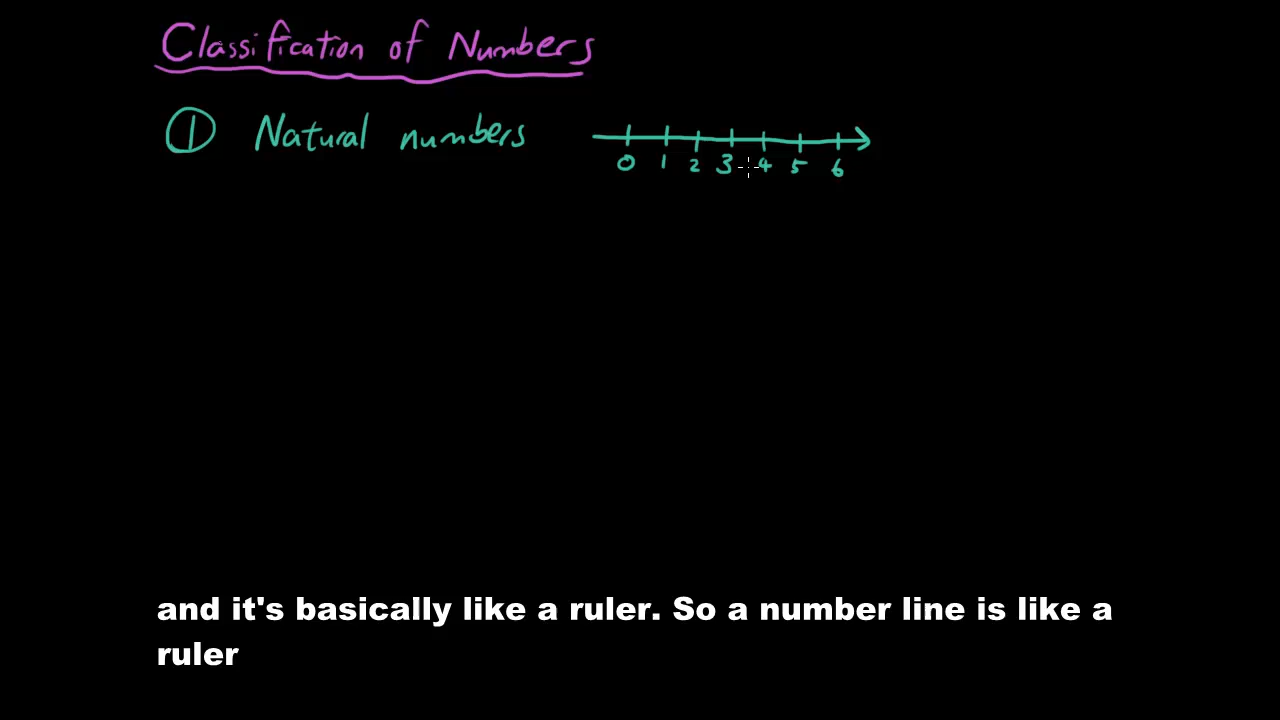 Classification of Numbers
① Natural numbers
0 1 2 3 4 5 6
and it's basically like a ruler. So a number line is like a
ruler